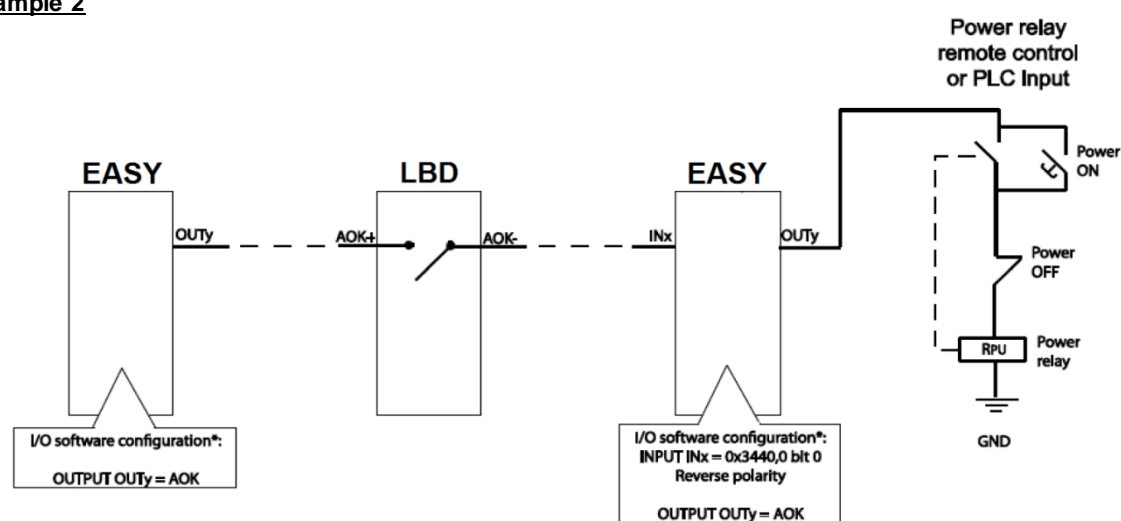 ample 2
Power relay
remote control
or PLC Input
EASY
LBD
EASY
Power
ON
OUTy
AOK+
AOK-
INx
OUTy
Power
OFF
RPU
Power
relay
GND
I/O software configuration*:
OUTPUT OUTy = AOK
I/O software configuration*:
INPUT INx = 0x3440,0 bit 0
Reverse polarity
OUTPUT OUTy = AOK